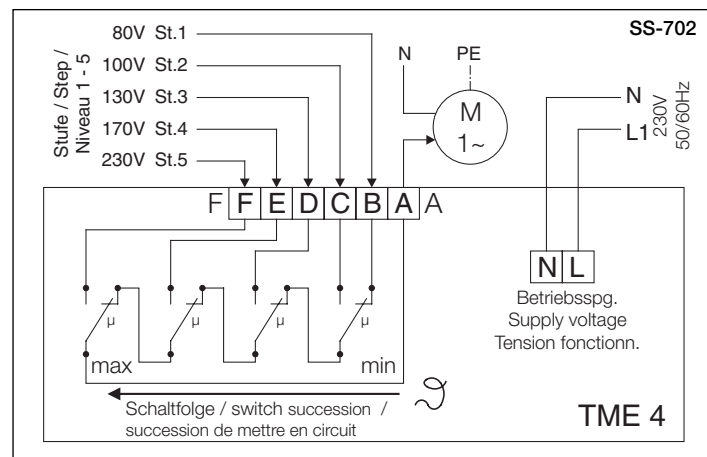 SS-702
80V St.1
100V St.2
130V St.3
170V St.4
230V St.5
Stufe / Step /
Niveau 1 - 5
N
PE
M
1~
N
L1
230V
50/60Hz
F F E D C B A A
N L
Betriebsspg.
Supply voltage
Tension fonctionn.
µ µ µ µ
max
min
Schaltfolge / switch succession /
succession de mettre en circuit
TME 4